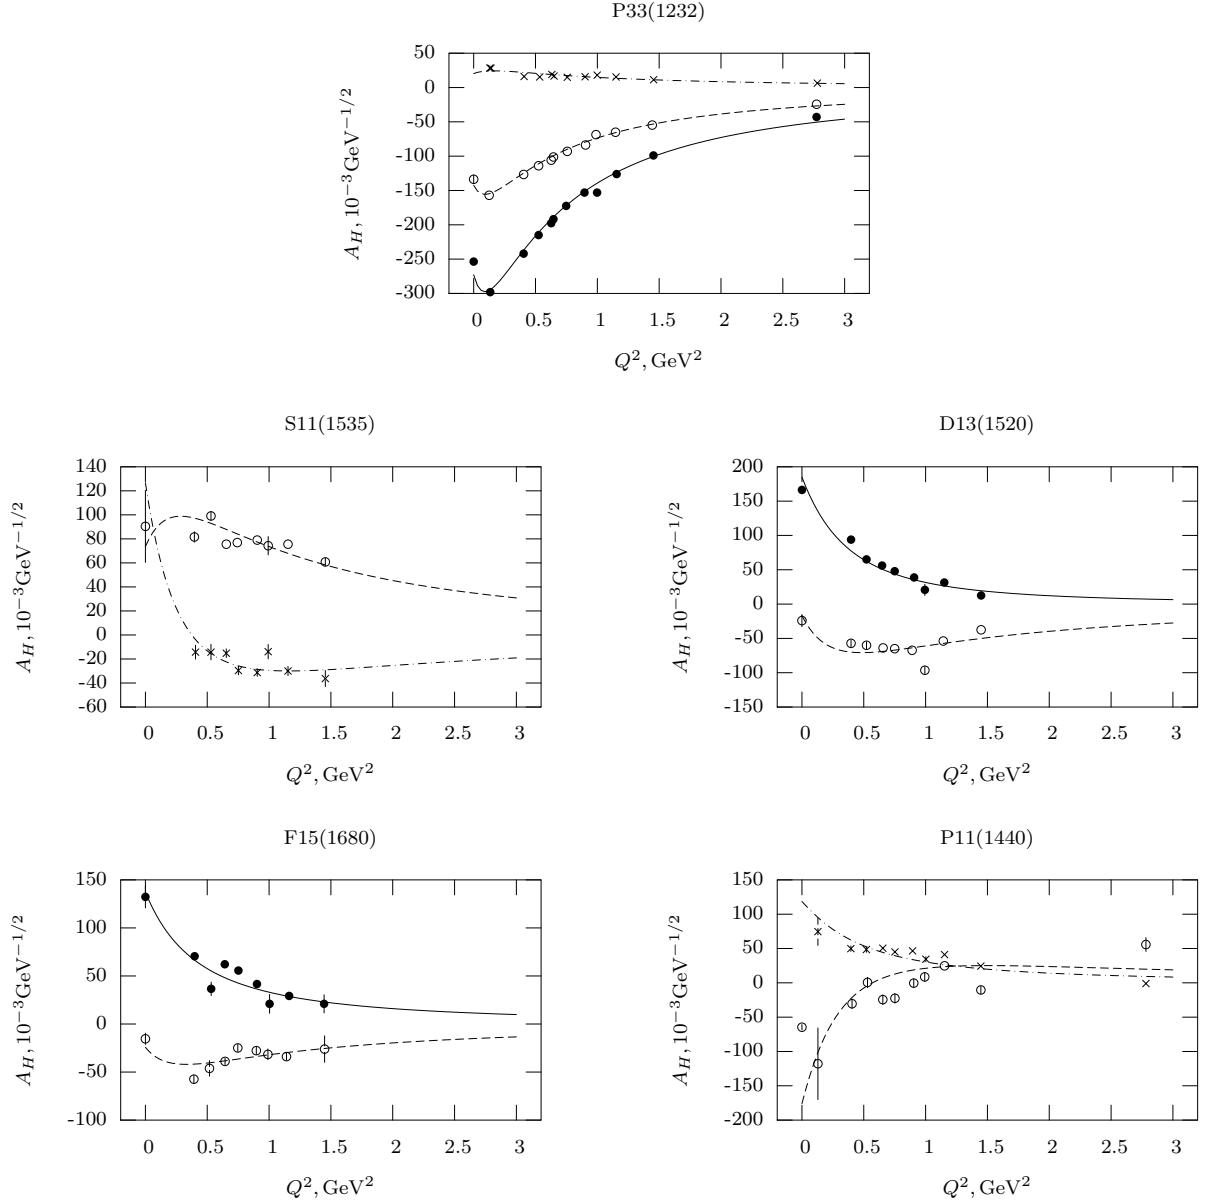 P33(1232)
50
0
-50
-100
-150
-200
-250
-300
A_H, 10^{-3}GeV^{-1/2}
0 0.5 1 1.5 2 2.5 3
Q^2, GeV^2
S11(1535)
140
120
100
80
60
40
20
0
-20
-40
-60
A_H, 10^{-3}GeV^{-1/2}
0 0.5 1 1.5 2 2.5 3
Q^2, GeV^2
D13(1520)
200
150
100
50
0
-50
-100
-150
A_H, 10^{-3}GeV^{-1/2}
0 0.5 1 1.5 2 2.5 3
Q^2, GeV^2
F15(1680)
150
100
50
0
-50
-100
A_H, 10^{-3}GeV^{-1/2}
0 0.5 1 1.5 2 2.5 3
Q^2, GeV^2
P11(1440)
150
100
50
0
-50
-100
-150
-200
A_H, 10^{-3}GeV^{-1/2}
0 0.5 1 1.5 2 2.5 3
Q^2, GeV^2